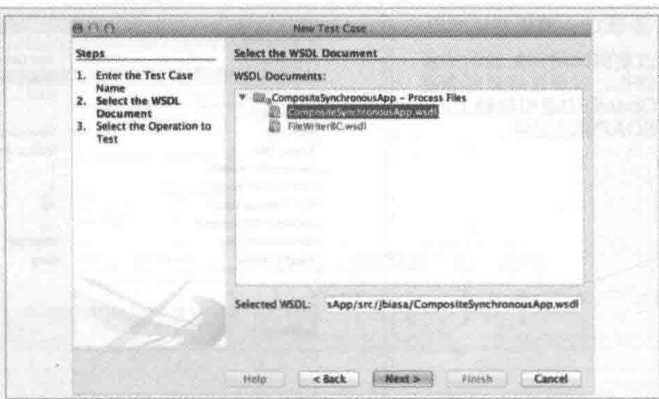 New Test Case
Steps
1. Enter the Test Case
Name
2. Select the WSDL
Document
3. Select the Operation to
Test
Select the WSDL Document
WSDL Documents:
CompositeSynchronousApp - Process Files
CompositeSynchronousApp.wsdl
FileWriterBC.wsdl
Selected WSDL: sApp/src/jbiasa/CompositeSynchronousApp.wsdl
Help
< Back
Next >
Finish
Cancel